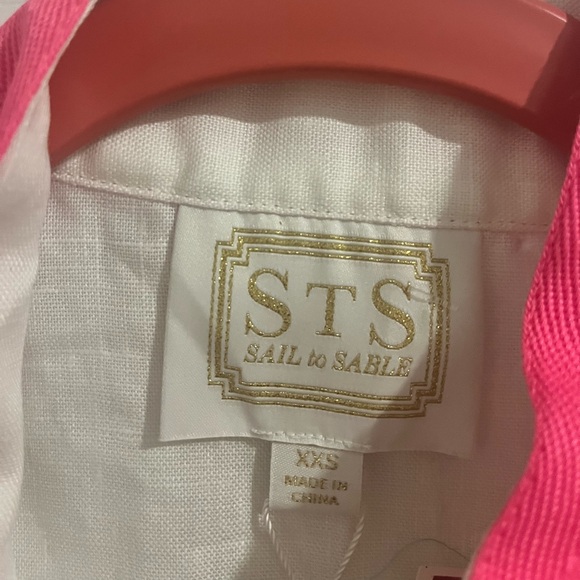 STS
SAIL to SABLE
XXS
MADE IN
CHINA